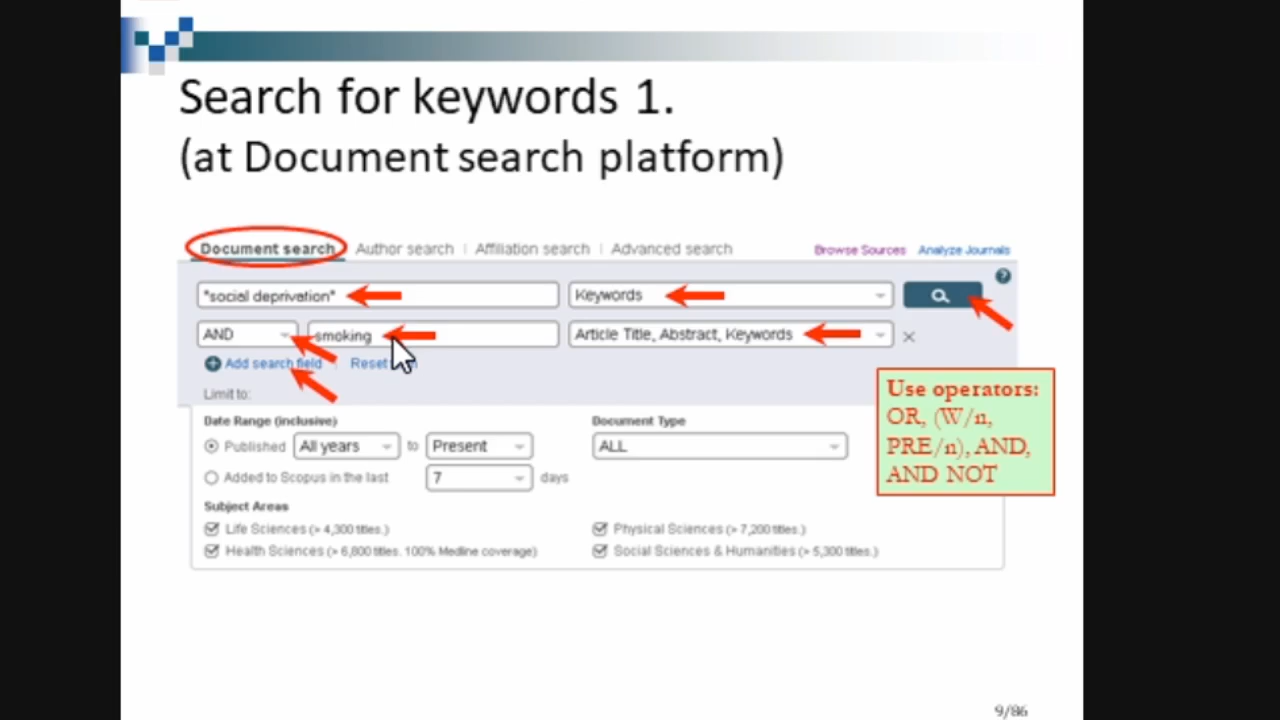 Search for keywords 1.
(at Document search platform)
Document search Author search Affiliation search Advanced search Browse Sources Analyze Journals
?
"social deprivation" Keywords
AND smoking Article Title, Abstract, Keywords
Add search field Reset
Limit to:
Date Range (inclusive) Document Type
Published All years to Present ALL
Added to Scopus in the last 7 days
Subject Areas
Life Sciences (> 4,300 titles.) Physical Sciences (> 7,200 titles.)
Health Sciences (> 6,800 titles. 100% Medline coverage) Social Sciences & Humanities (> 5,300 titles.)
Use operators:
OR, (W/n,
PRE/n), AND,
AND NOT
9/86